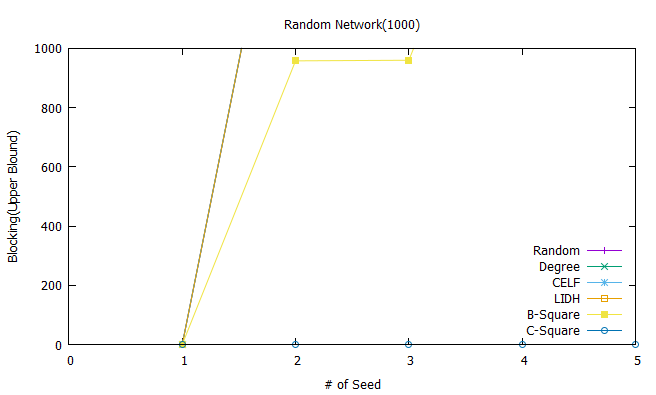 Random Network(1000)
1000
800
600
400
200
0
Blocking(Upper Blound)
Random
Degree
CELF
LIDH
B-Square
C-Square
0 1 2 3 4 5
# of Seed